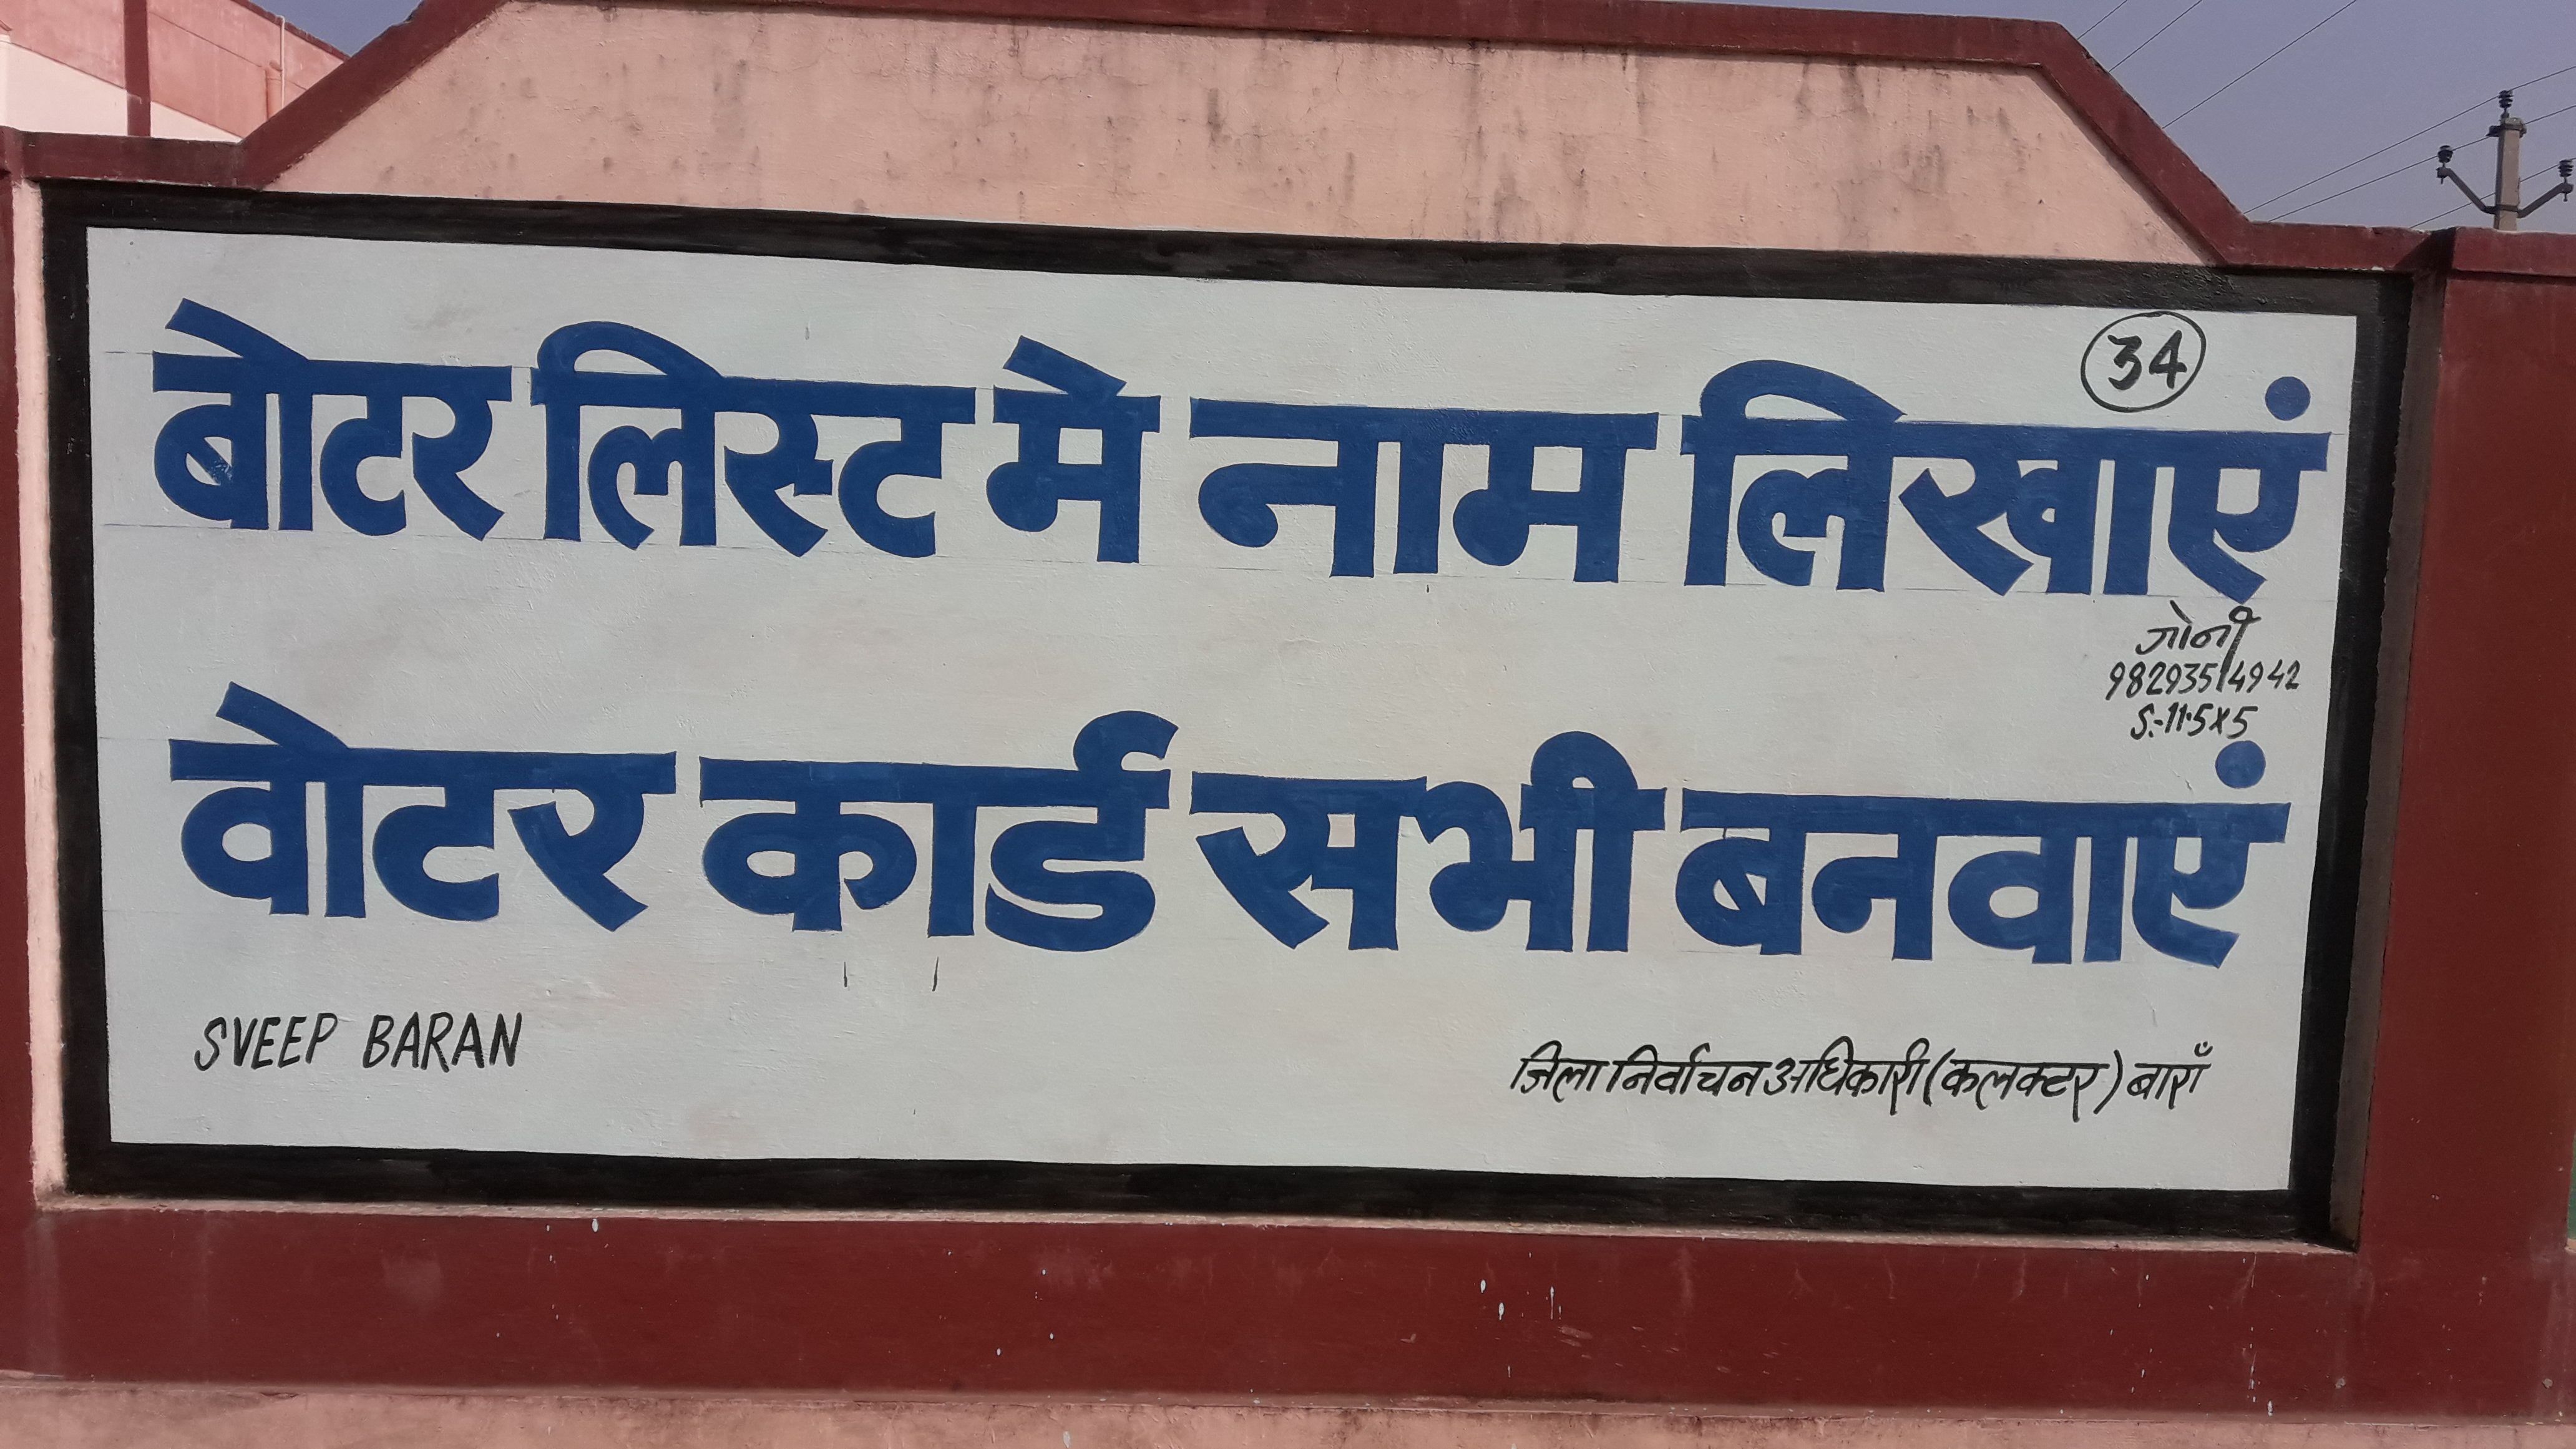 34
बोटर लिस्ट में नाम लिखाएं
9829354942
S.-11.5x5
वोटर कार्ड सभी बनवाएं
SVEEP BARAN
जिला निर्वाचन अधिकारी (कलक्टर) बाराँ